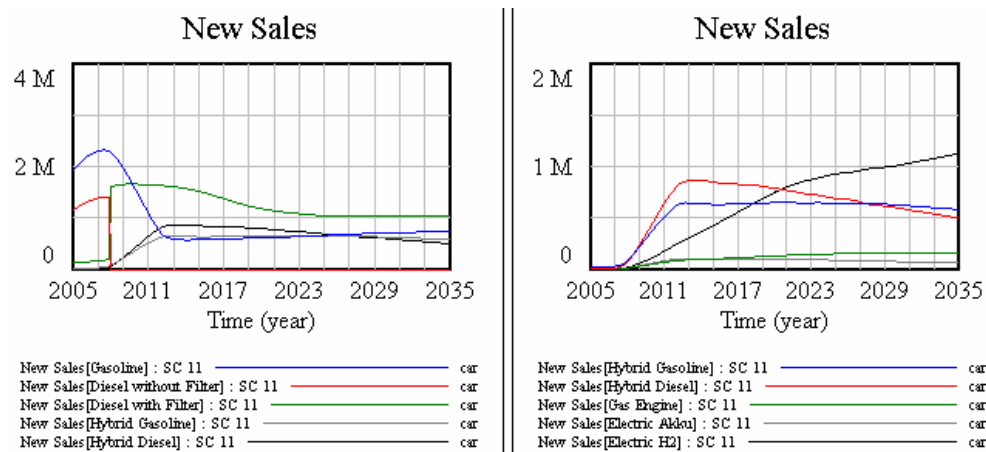 New Sales
4 M
2 M
0
2005 2011 2017 2023 2029 2035
Time (year)
New Sales[Gasoline] : SC 11 car
New Sales[Diesel without Filter] : SC 11 car
New Sales[Diesel with Filter] : SC 11 car
New Sales[Hybrid Gasoline] : SC 11 car
New Sales[Hybrid Diesel] : SC 11 car
New Sales
2 M
1 M
0
2005 2011 2017 2023 2029 2035
Time (year)
New Sales[Hybrid Gasoline] : SC 11 car
New Sales[Hybrid Diesel] : SC 11 car
New Sales[Gas Engine] : SC 11 car
New Sales[Electric Akku] : SC 11 car
New Sales[Electric H2] : SC 11 car